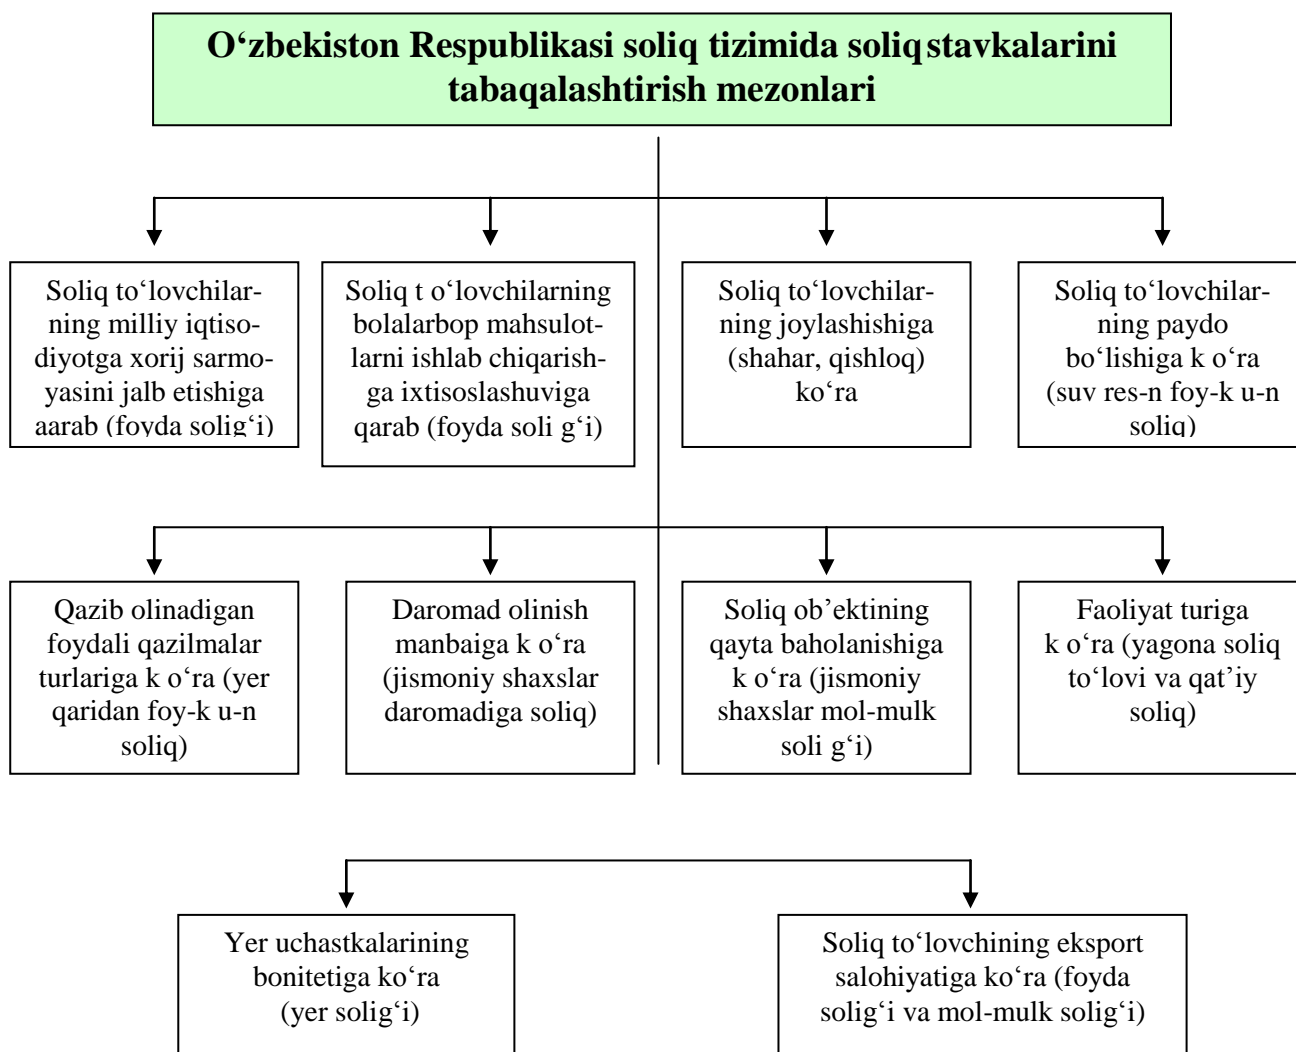 O‘zbekiston Respublikasi soliq tizimida soliq stavkalarini
tabaqalashtirish mezonlari
Soliq to‘lovchilar-
ning milliy iqtiso-
diyotga xorij sarmo-
yasini jalb etishiga
aarab (foyda solig‘i)
Soliq t o‘lovchilarning
bolalarbop mahsulot-
larni ishlab chiqarish-
ga ixtisoslashuviga
qarab (foyda soli g‘i)
Soliq to‘lovchilar-
ning joylashishiga
(shahar, qishloq)
ko‘ra
Soliq to‘lovchilar-
ning paydo
bo‘lishiga k o‘ra
(suv res-n foy-k u-n
soliq)
Qazib olinadigan
foydali qazilmalar
turlariga k o‘ra (yer
qaridan foy-k u-n
soliq)
Daromad olinish
manbaiga k o‘ra
(jismoniy shaxslar
daromadiga soliq)
Soliq ob’ektining
qayta baholanishiga
k o‘ra (jismoniy
shaxslar mol-mulk
soli g‘i)
Faoliyat turiga
k o‘ra (yagona soliq
to‘lovi va qat’iy
soliq)
Yer uchastkalarining
bonitetiga ko‘ra
(yer solig‘i)
Soliq to‘lovchining eksport
salohiyatiga ko‘ra (foyda
solig‘i va mol-mulk solig‘i)